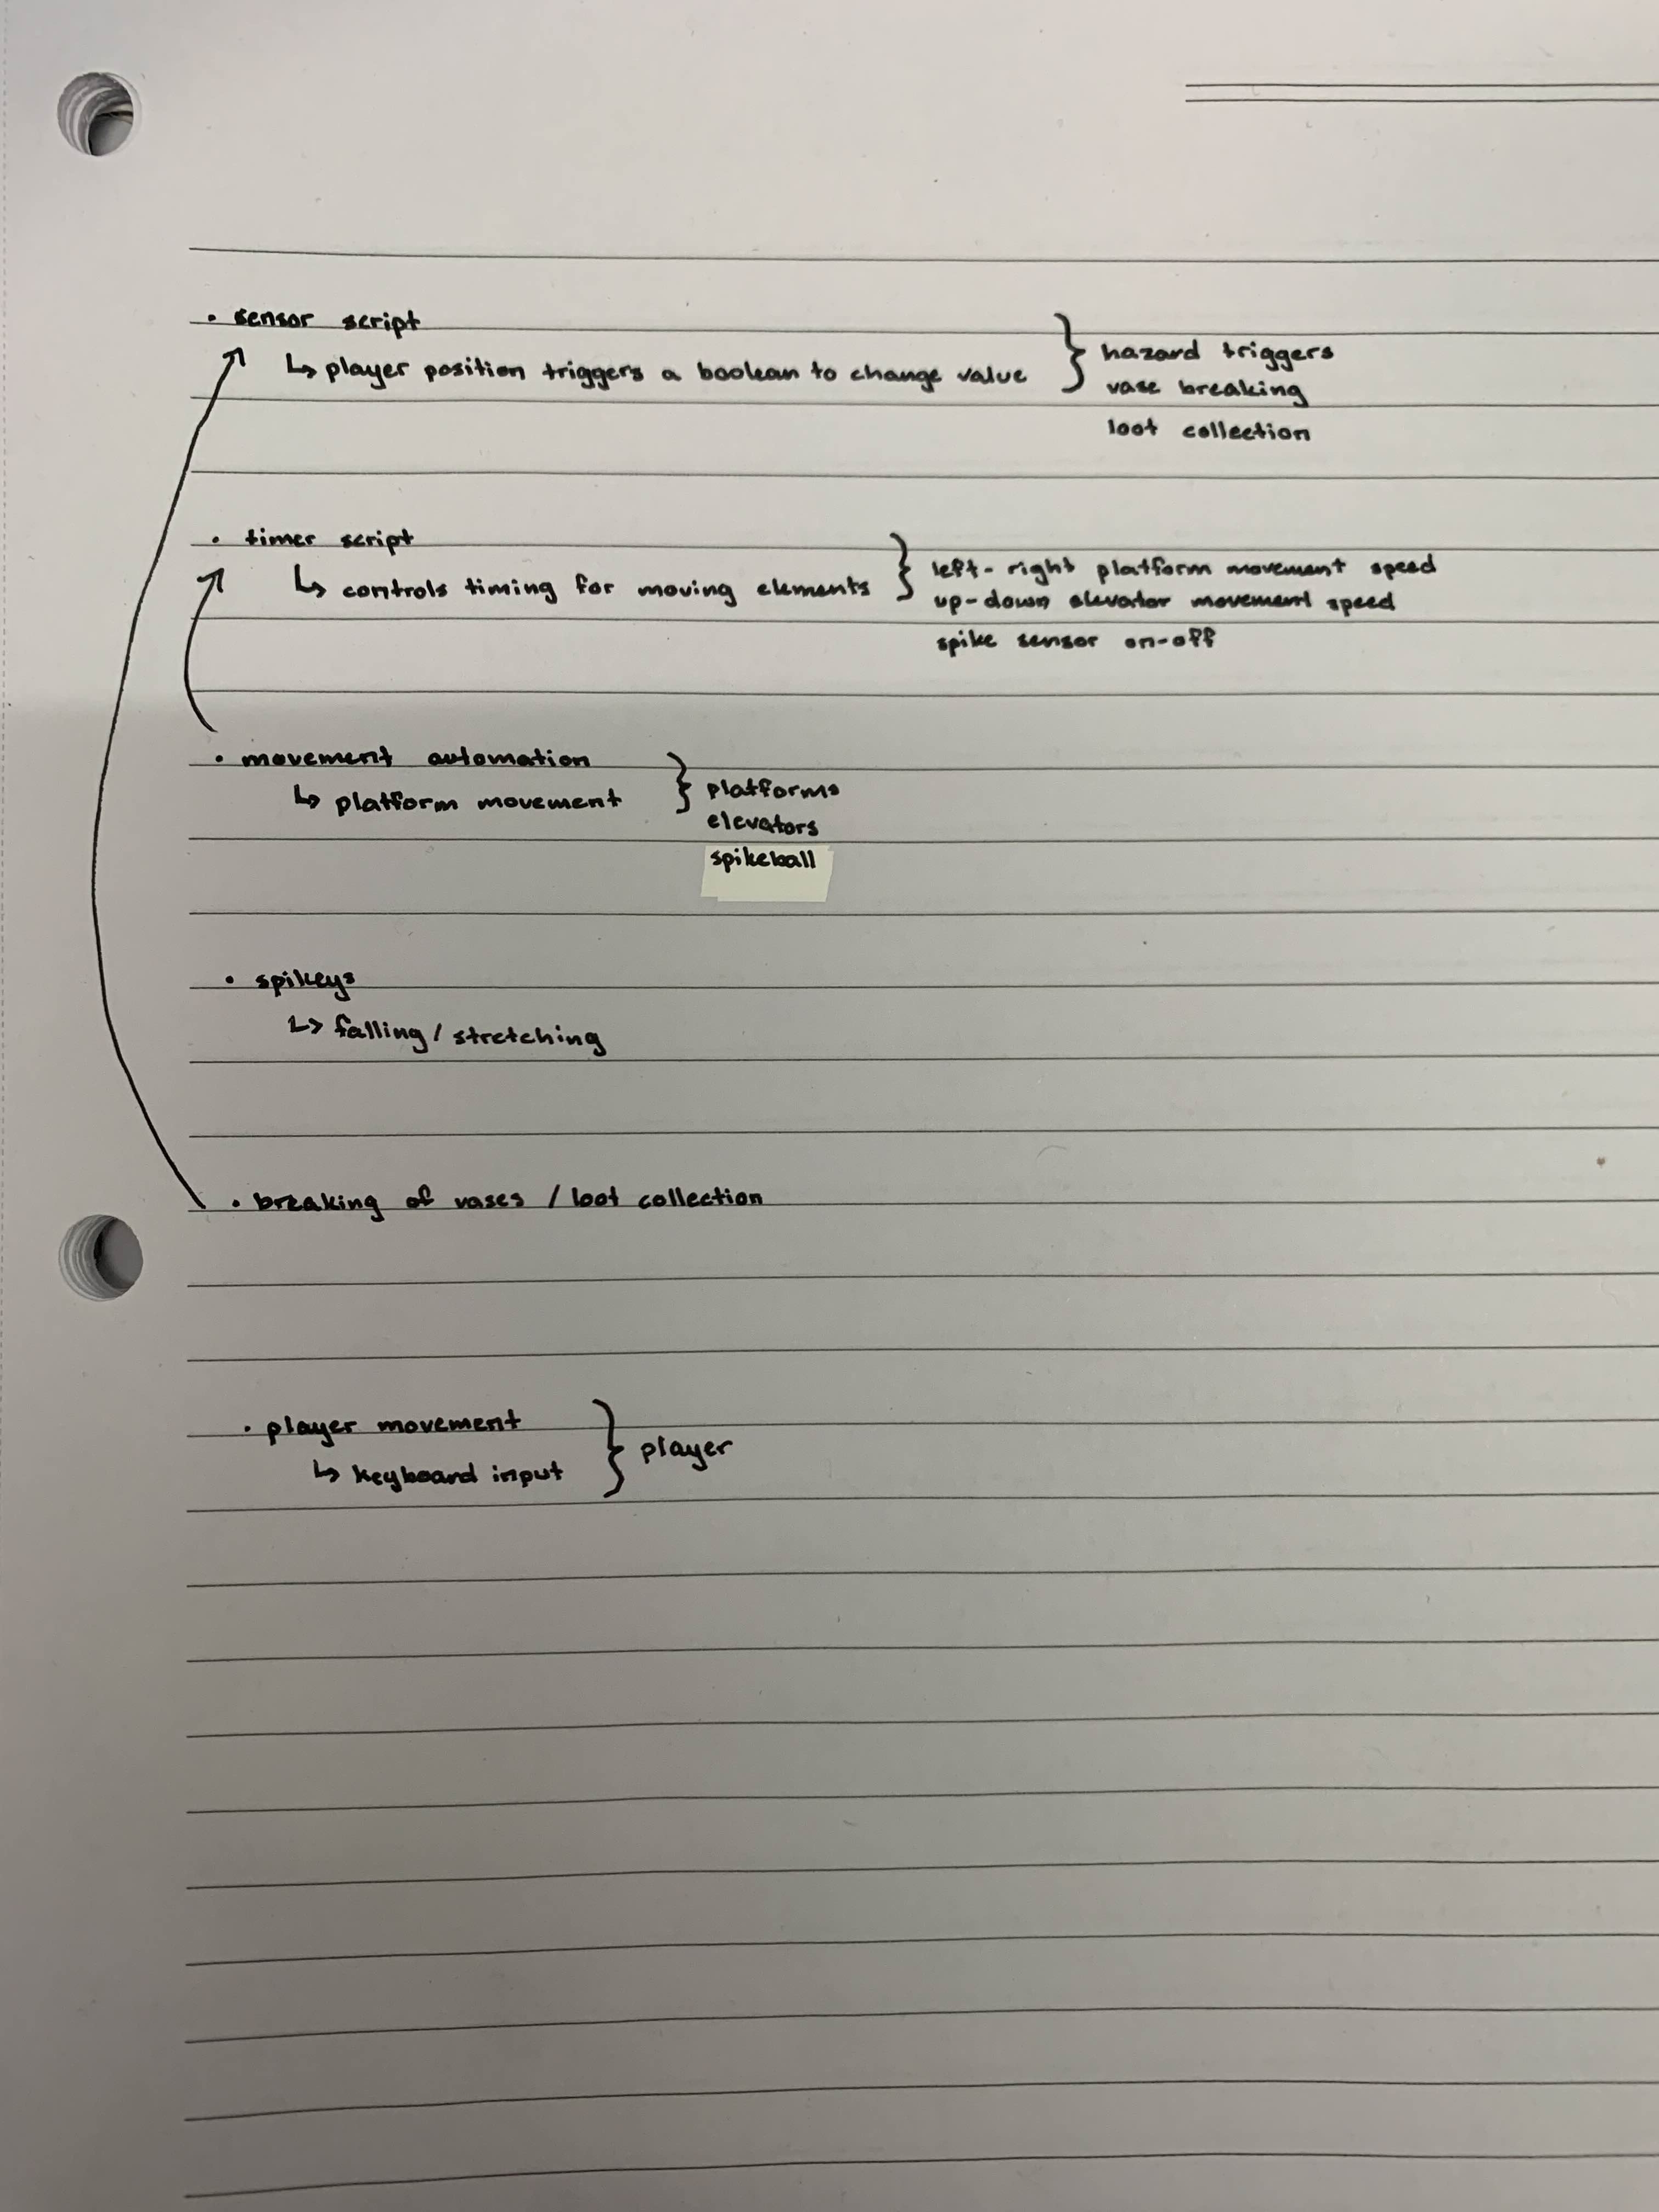 • sensor script
↳ player position triggers a boolean to change value } hazard triggers
vase breaking
loot collection
• timer script
↳ controls timing for moving elements } left-right platform movement speed
up-down elevator movement speed
spike sensor on-off
• movement automation
↳ platform movement } platforms
elevators
spikeball
• spikeys
↳ falling / stretching
• breaking of vases / loot collection
• player movement
↳ keyboard input } player